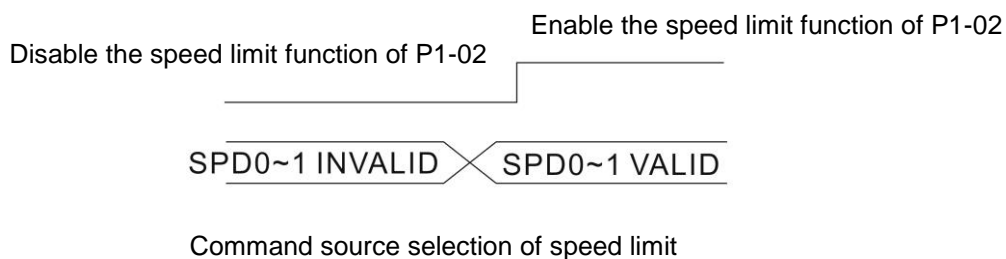 Enable the speed limit function of P1-02
Disable the speed limit function of P1-02
SPD0~1 INVALID
SPD0~1 VALID
Command source selection of speed limit